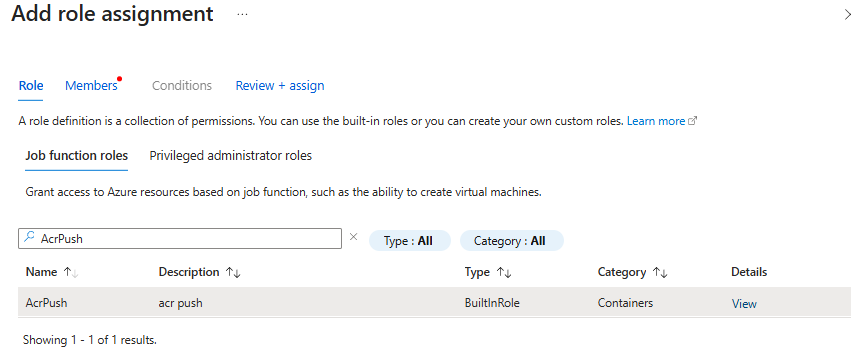 Add role assignment ...
Role Members Conditions Review + assign
A role definition is a collection of permissions. You can use the built-in roles or you can create your own custom roles. Learn more
Job function roles Privileged administrator roles
Grant access to Azure resources based on job function, such as the ability to create virtual machines.
AcrPush Type : All Category : All
Name Description Type Category Details
AcrPush acr push BuiltInRole Containers View
Showing 1 - 1 of 1 results.